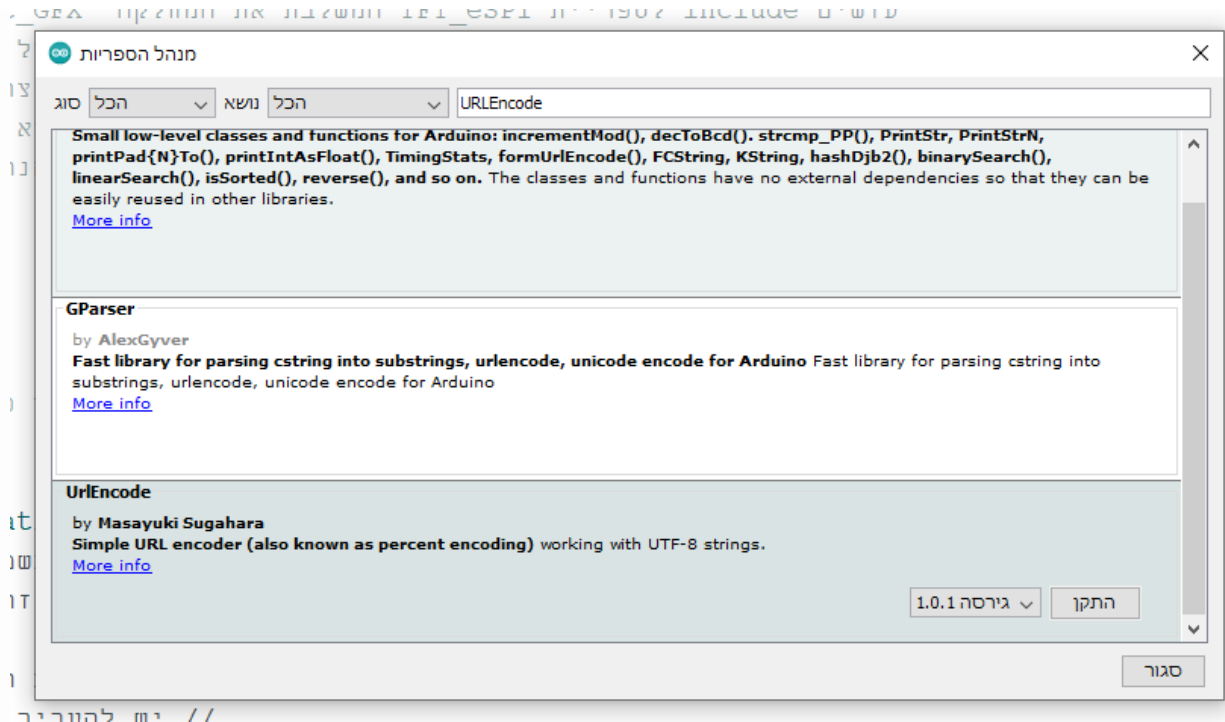 עושים include לספריית
מנהל הספריות
סוג הכל נושא הכל URLEncode
Small low-level classes and functions for Arduino: incrementMod(), decToBcd(). strcmp_PP(), PrintStr, PrintStrN,
printPad{N}To(), printIntAsFloat(), TimingStats, formUrlEncode(), FCString, KString, hashDjb2(), binarySearch(),
linearSearch(), isSorted(), reverse(), and so on. The classes and functions have no external dependencies so that they can be
easily reused in other libraries.
More info
GParser
by AlexGyver
Fast library for parsing cstring into substrings, urlencode, unicode encode for Arduino Fast library for parsing cstring into
substrings, urlencode, unicode encode for Arduino
More info
UrlEncode
by Masayuki Sugahara
Simple URL encoder (also known as percent encoding) working with UTF-8 strings.
More info
גירסה 1.0.1 התקן
סגור
// יש להעביר